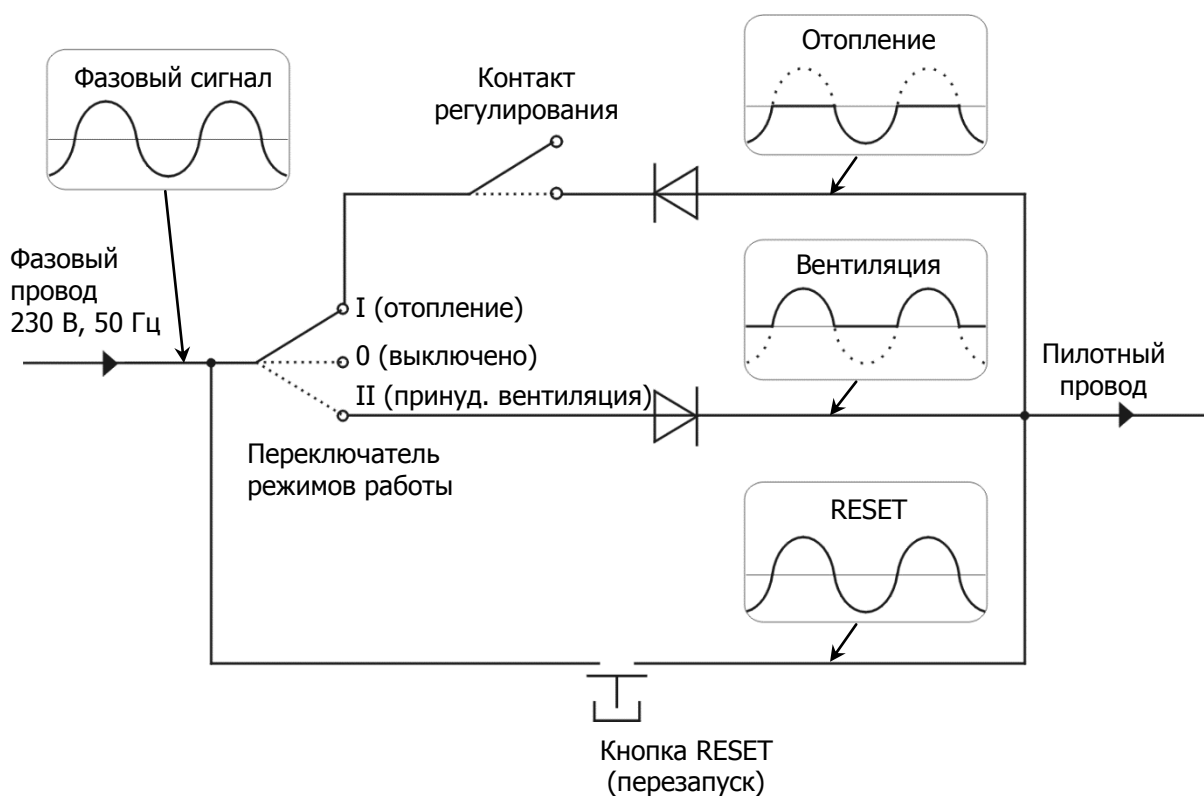 Отопление
Фазовый сигнал
Контакт
регулирования
Фазовый
провод
230 В, 50 Гц
I (отопление)
0 (выключено)
II (принуд. вентиляция)
Вентиляция
Пилотный
провод
Переключатель
режимов работы
RESET
Кнопка RESET
(перезапуск)